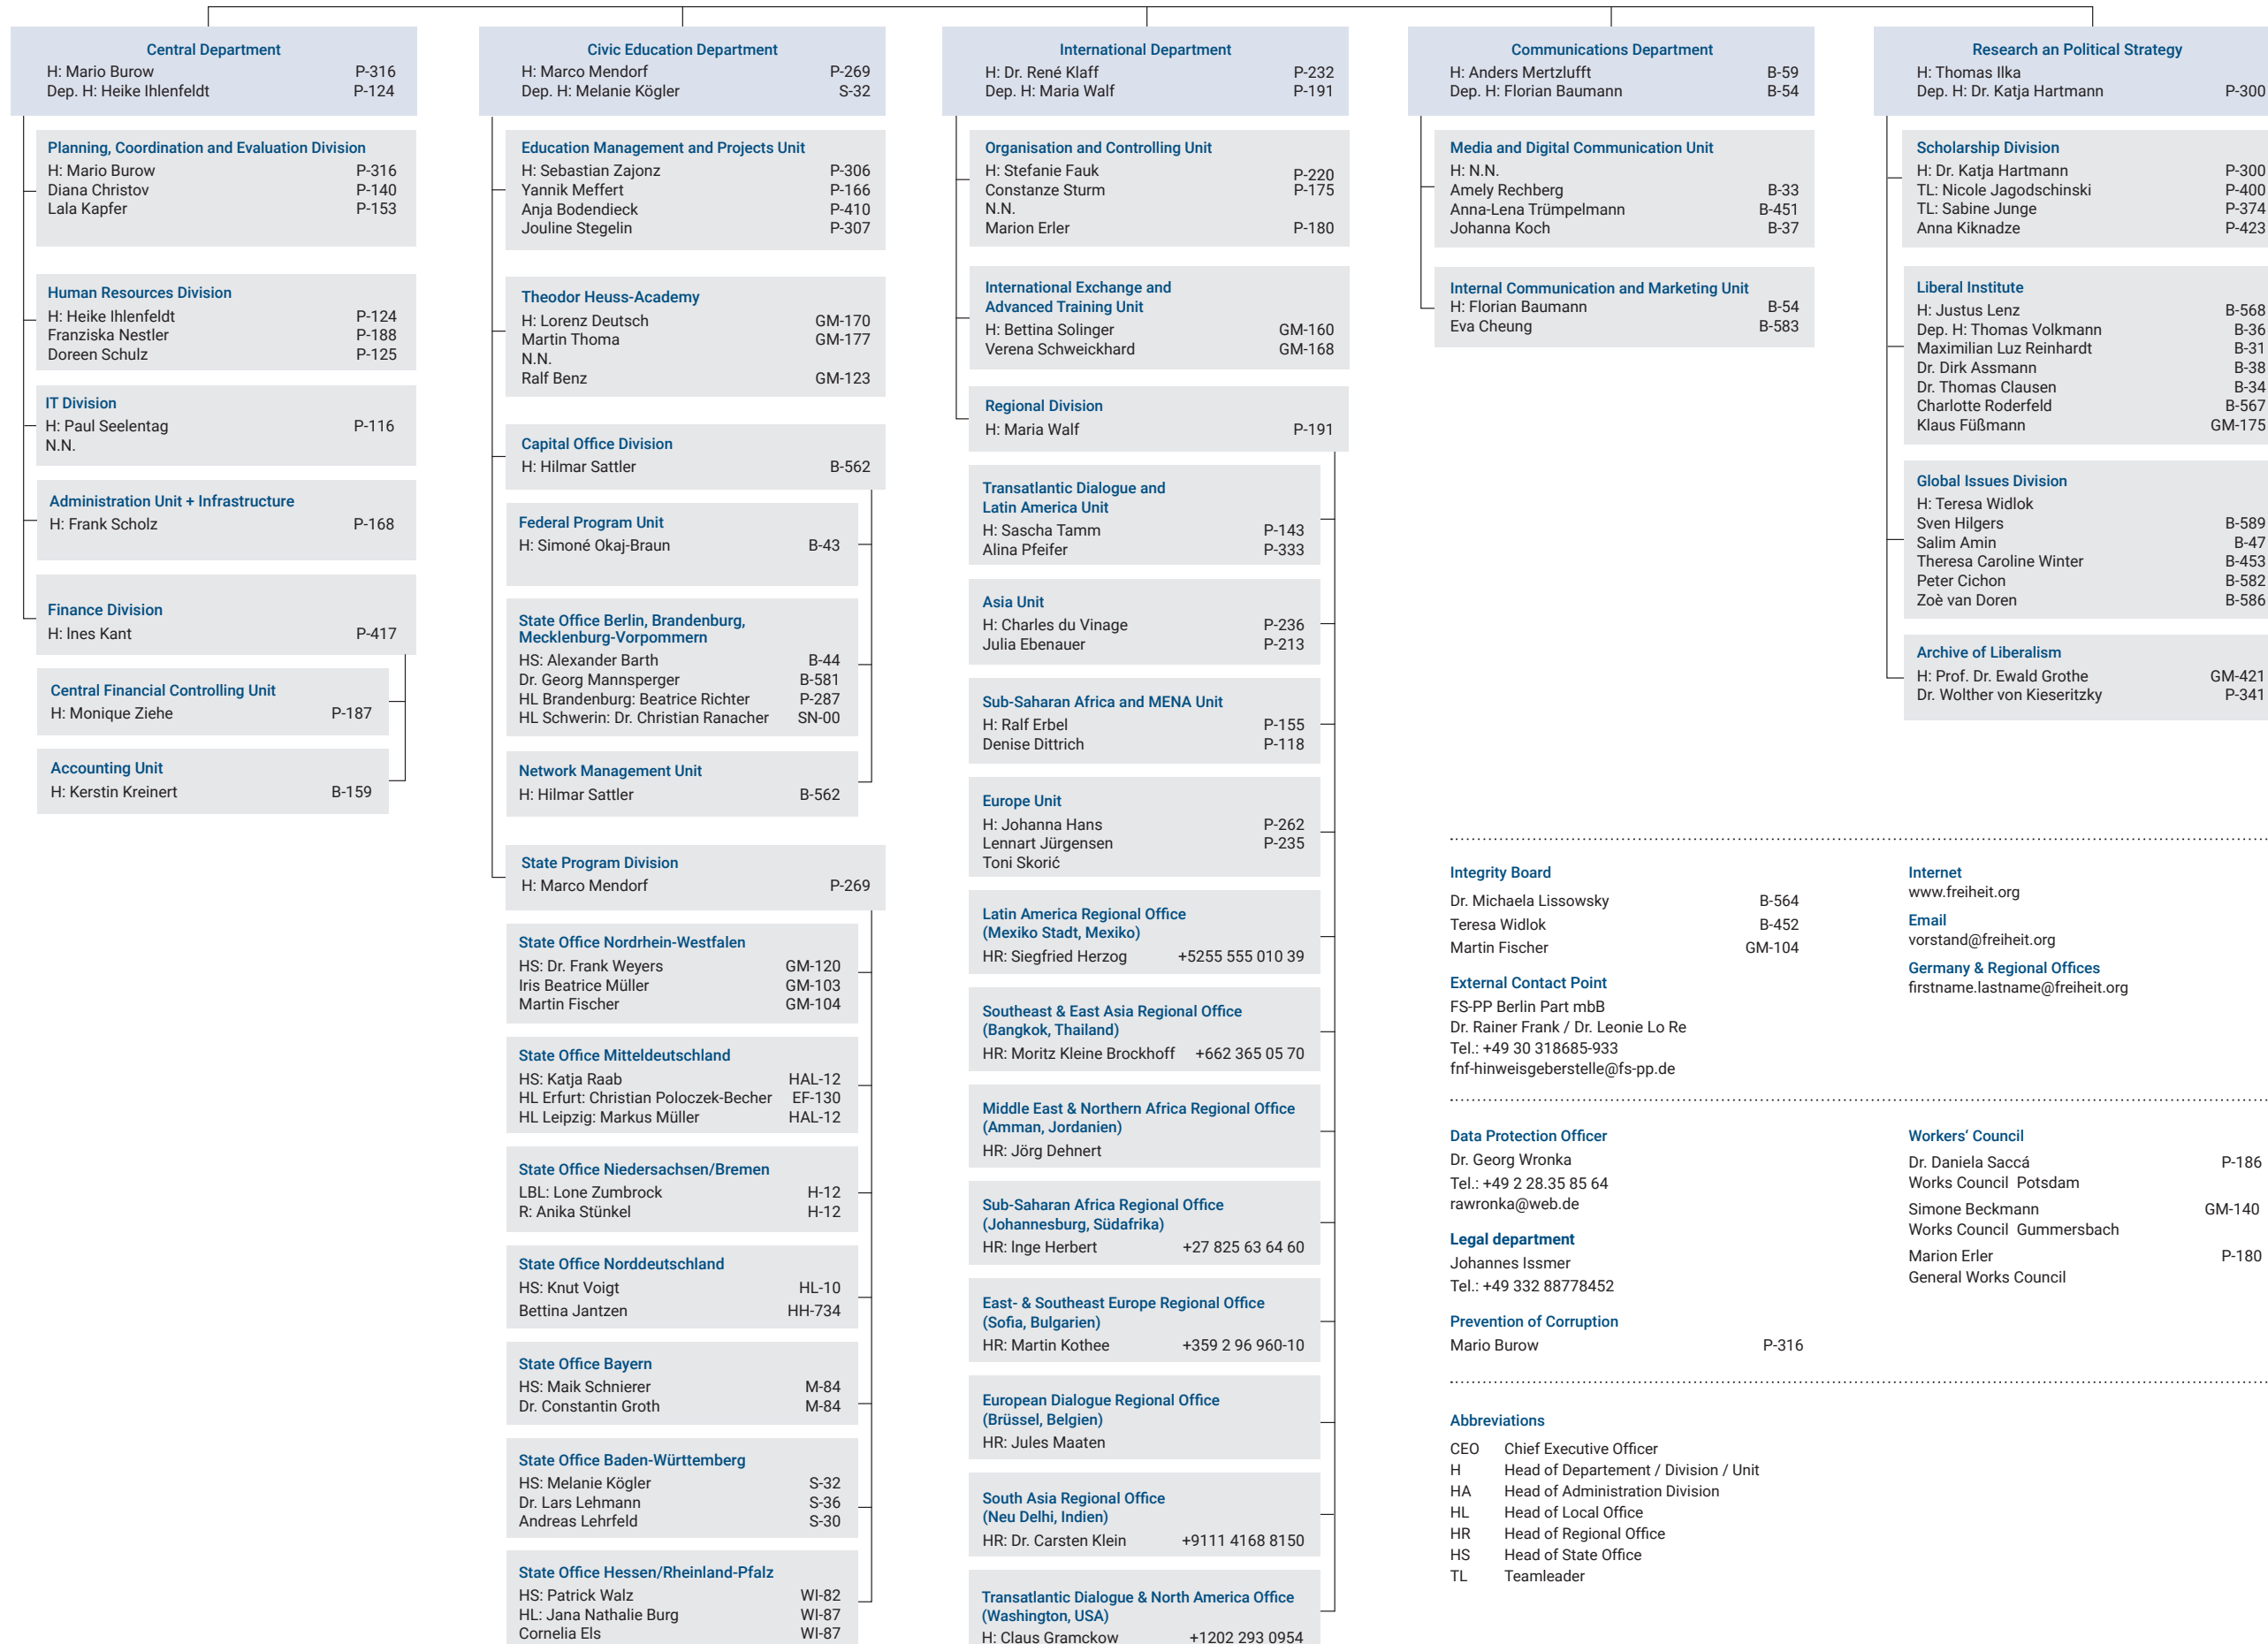 Central Department
H: Mario Burow P-316
Dep. H: Heike Ihlenfeldt P-124
Planning, Coordination and Evaluation Division
H: Mario Burow P-316
Diana Christov P-140
Lala Kapfer P-153
Human Resources Division
H: Heike Ihlenfeldt P-124
Franziska Nestler P-188
Doreen Schulz P-125
IT Division
H: Paul Seelentag P-116
N.N.
Administration Unit + Infrastructure
H: Frank Scholz P-168
Finance Division
H: Ines Kant P-417
Central Financial Controlling Unit
H: Monique Ziehe P-187
Accounting Unit
H: Kerstin Kreinert B-159
Civic Education Department
H: Marco Mendorf P-269
Dep. H: Melanie Kögler S-32
Education Management and Projects Unit
H: Sebastian Zajonz P-306
Yannik Meffert P-166
Anja Bodendieck P-410
Jouline Stegelin P-307
Theodor Heuss-Academy
H: Lorenz Deutsch GM-170
Martin Thoma GM-177
N.N.
Ralf Benz GM-123
Capital Office Division
H: Hilmar Sattler B-562
Federal Program Unit
H: Simoné Okaj-Braun B-43
State Office Berlin, Brandenburg,
Mecklenburg-Vorpommern
HS: Alexander Barth B-44
Dr. Georg Mannsperger B-581
HL Brandenburg: Beatrice Richter P-287
HL Schwerin: Dr. Christian Ranacher SN-00
Network Management Unit
H: Hilmar Sattler B-562
State Program Division
H: Marco Mendorf P-269
State Office Nordrhein-Westfalen
HS: Dr. Frank Weyers GM-120
Iris Beatrice Müller GM-103
Martin Fischer GM-104
State Office Mitteldeutschland
HS: Katja Raab HAL-12
HL Erfurt: Christian Poloczek-Becher EF-130
HL Leipzig: Markus Müller HAL-12
State Office Niedersachsen/Bremen
LBL: Lone Zumbrock H-12
R: Anika Stünkel H-12
State Office Norddeutschland
HS: Knut Voigt HL-10
Bettina Jantzen HH-734
State Office Bayern
HS: Maik Schnierer M-84
Dr. Constantin Groth M-84
State Office Baden-Württemberg
HS: Melanie Kögler S-32
Dr. Lars Lehmann S-36
Andreas Lehrfeld S-30
State Office Hessen/Rheinland-Pfalz
HS: Patrick Walz WI-82
HL: Jana Nathalie Burg WI-87
Cornelia Els WI-87
International Department
H: Dr. René Klaff P-232
Dep. H: Maria Walf P-191
Organisation and Controlling Unit
H: Stefanie Fauk P-220
Constanze Sturm P-175
N.N.
Marion Erler P-180
International Exchange and
Advanced Training Unit
H: Bettina Solinger GM-160
Verena Schweickhard GM-168
Regional Division
H: Maria Walf P-191
Transatlantic Dialogue and
Latin America Unit
H: Sascha Tamm P-143
Alina Pfeifer P-333
Asia Unit
H: Charles du Vinage P-236
Julia Ebenauer P-213
Sub-Saharan Africa and MENA Unit
H: Ralf Erbel P-155
Denise Dittrich P-118
Europe Unit
H: Johanna Hans P-262
Lennart Jürgensen P-235
Toni Skorić
Latin America Regional Office
(Mexiko Stadt, Mexiko)
HR: Siegfried Herzog +5255 555 010 39
Southeast & East Asia Regional Office
(Bangkok, Thailand)
HR: Moritz Kleine Brockhoff +662 365 05 70
Middle East & Northern Africa Regional Office
(Amman, Jordanien)
HR: Jörg Dehnert
Sub-Saharan Africa Regional Office
(Johannesburg, Südafrika)
HR: Inge Herbert +27 825 63 64 60
East- & Southeast Europe Regional Office
(Sofia, Bulgarien)
HR: Martin Kothee +359 2 96 960-10
European Dialogue Regional Office
(Brüssel, Belgien)
HR: Jules Maaten
South Asia Regional Office
(Neu Delhi, Indien)
HR: Dr. Carsten Klein +9111 4168 8150
Transatlantic Dialogue & North America Office
(Washington, USA)
H: Claus Gramckow +1202 293 0954
Communications Department
H: Anders Mertzlufft B-59
Dep. H: Florian Baumann B-54
Media and Digital Communication Unit
H: N.N.
Amely Rechberg B-33
Anna-Lena Trümpelmann B-451
Johanna Koch B-37
Internal Communication and Marketing Unit
H: Florian Baumann B-54
Eva Cheung B-583
Research an Political Strategy
H: Thomas Ilka
Dep. H: Dr. Katja Hartmann P-300
Scholarship Division
H: Dr. Katja Hartmann P-300
TL: Nicole Jagodschinski P-400
TL: Sabine Junge P-374
Anna Kiknadze P-423
Liberal Institute
H: Justus Lenz B-568
Dep. H: Thomas Volkmann B-36
Maximilian Luz Reinhardt B-31
Dr. Dirk Assmann B-38
Dr. Thomas Clausen B-34
Charlotte Roderfeld B-567
Klaus Füßmann GM-175
Global Issues Division
H: Teresa Widlok
Sven Hilgers B-589
Salim Amin B-47
Theresa Caroline Winter B-453
Peter Cichon B-582
Zoè van Doren B-586
Archive of Liberalism
H: Prof. Dr. Ewald Grothe GM-421
Dr. Wolther von Kieseritzky P-341
Integrity Board
Dr. Michaela Lissowsky B-564
Teresa Widlok B-452
Martin Fischer GM-104
External Contact Point
FS-PP Berlin Part mbB
Dr. Rainer Frank / Dr. Leonie Lo Re
Tel.: +49 30 318685-933
fnf-hinweisgeberstelle@fs-pp.de
Internet
www.freiheit.org
Email
vorstand@freiheit.org
Germany & Regional Offices
firstname.lastname@freiheit.org
Data Protection Officer
Dr. Georg Wronka
Tel.: +49 2 28.35 85 64
rawronka@web.de
Legal department
Johannes Issmer
Tel.: +49 332 88778452
Prevention of Corruption
Mario Burow P-316
Workers‘ Council
Dr. Daniela Saccá P-186
Works Council Potsdam
Simone Beckmann GM-140
Works Council Gummersbach
Marion Erler P-180
General Works Council
Abbreviations
CEO Chief Executive Officer
H Head of Departement / Division / Unit
HA Head of Administration Division
HL Head of Local Office
HR Head of Regional Office
HS Head of State Office
TL Teamleader